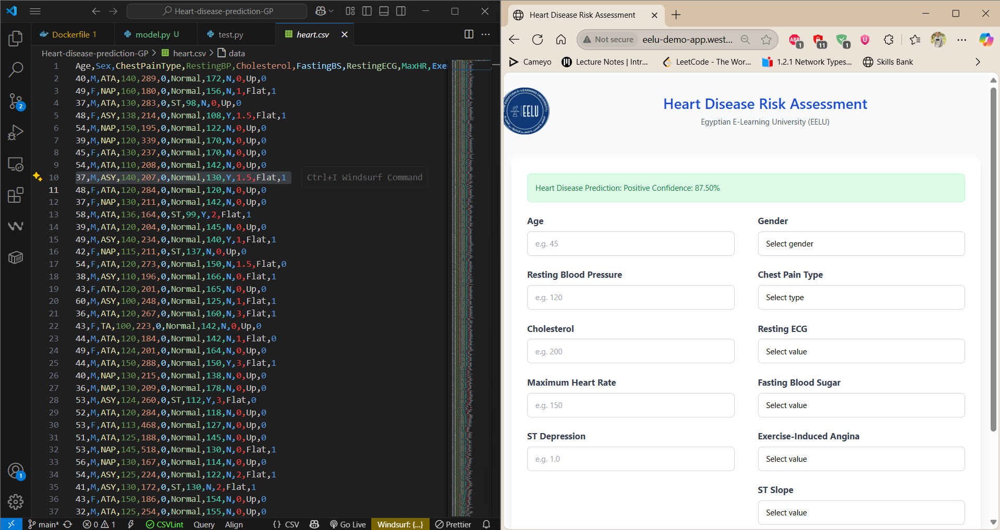 Heart-disease-prediction-GP
Dockerfile 1
model.py U
test.py
heart.csv
Heart-disease-prediction-GP > heart.csv > data
1 Age,Sex,ChestPainType,RestingBP,Cholesterol,FastingBS,RestingECG,MaxHR,Exe
2 40,M,ATA,140,289,0,Normal,172,N,0,Up,0
3 49,F,NAP,160,180,0,Normal,156,N,1,Flat,1
4 37,M,ATA,130,283,0,ST,98,N,0,Up,0
5 48,F,ASY,138,214,0,Normal,108,Y,1.5,Flat,1
6 54,M,NAP,150,195,0,Normal,122,N,0,Up,0
7 39,M,NAP,120,339,0,Normal,170,N,0,Up,0
8 45,F,ATA,130,237,0,Normal,170,N,0,Up,0
9 54,M,ATA,110,208,0,Normal,142,N,0,Up,0
10 37,M,ASY,140,207,0,Normal,130,Y,1.5,Flat,1 Ctrl+I Windsurf Command
11 48,F,ATA,120,284,0,Normal,120,N,0,Up,0
12 37,F,NAP,130,211,0,Normal,142,N,0,Up,0
13 58,M,ATA,136,164,0,ST,99,Y,2,Flat,1
14 39,M,ATA,120,204,0,Normal,145,N,0,Up,0
15 49,M,ASY,140,234,0,Normal,140,Y,1,Flat,1
16 42,F,NAP,115,211,0,ST,137,N,0,Up,0
17 54,F,ATA,120,273,0,Normal,150,N,1.5,Flat,0
18 38,M,ASY,110,196,0,Normal,166,N,0,Flat,1
19 43,F,ATA,120,201,0,Normal,165,N,0,Up,0
20 60,M,ASY,100,248,0,Normal,125,N,1,Flat,1
21 36,M,ATA,120,267,0,Normal,160,N,3,Flat,1
22 43,F,TA,100,223,0,Normal,142,N,0,Up,0
23 44,M,ATA,120,184,0,Normal,142,N,1,Flat,0
24 49,F,ATA,124,201,0,Normal,164,N,0,Up,0
25 44,M,ATA,150,288,0,Normal,150,Y,3,Flat,1
26 40,M,NAP,130,215,0,Normal,138,N,0,Up,0
27 36,M,NAP,130,209,0,Normal,178,N,0,Up,0
28 53,M,ASY,124,260,0,ST,112,Y,3,Flat,0
29 52,M,ATA,120,284,0,Normal,118,N,0,Up,0
30 53,F,ATA,113,468,0,Normal,127,N,0,Up,0
31 51,M,ATA,125,188,0,Normal,145,N,0,Up,0
32 53,M,NAP,145,518,0,Normal,130,N,0,Flat,1
33 56,M,NAP,130,167,0,Normal,114,N,0,Up,0
34 54,M,ASY,125,224,0,Normal,122,N,2,Flat,1
35 41,M,ASY,130,172,0,ST,130,N,2,Flat,1
36 43,F,ATA,150,186,0,Normal,154,N,0,Up,0
37 32,M,ATA,125,254,0,Normal,155,N,0,Up,0
2
1
main* 0 1 CSVLint Query Align {} CSV Go Live Windsurf: {...} Prettier
Heart Disease Risk Assessment
Not secure eelu-demo-app.west...
ABP 1 11 1 U
Cameyo Lecture Notes | Intr... LeetCode - The Wor... 1.2.1 Network Types... Skills Bank
EELU
Heart Disease Risk Assessment
Egyptian E-Learning University (EELU)
Heart Disease Prediction: Positive Confidence: 87.50%
Age
e.g. 45
Gender
Select gender
Resting Blood Pressure
e.g. 120
Chest Pain Type
Select type
Cholesterol
e.g. 200
Resting ECG
Select value
Maximum Heart Rate
e.g. 150
Fasting Blood Sugar
Select value
ST Depression
e.g. 1.0
Exercise-Induced Angina
Select value
ST Slope
Select value